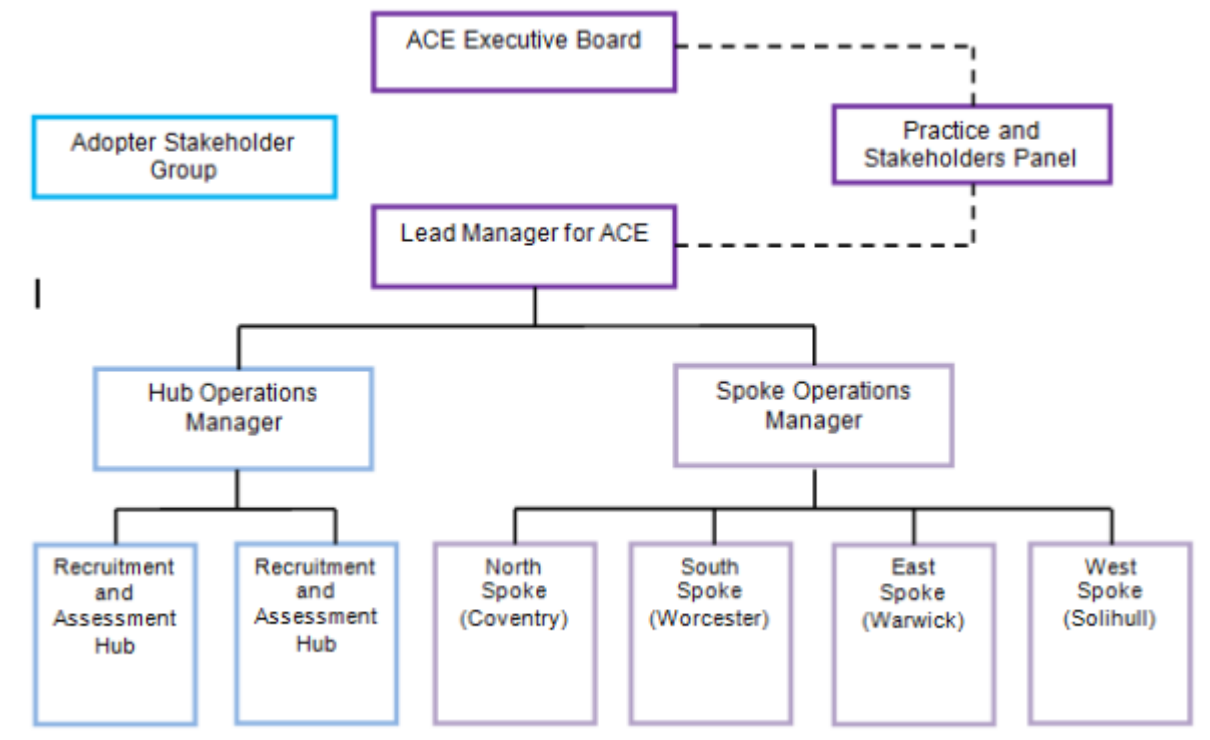 ACE Executive Board
Adopter Stakeholder
Group
Practice and
Stakeholders Panel
Lead Manager for ACE
Hub Operations
Manager
Spoke Operations
Manager
Recruitment
and
Assessment
Hub
Recruitment
and
Assessment
Hub
North
Spoke
(Coventry)
South
Spoke
(Worcester)
East
Spoke
(Warwick)
West
Spoke
(Solihull)